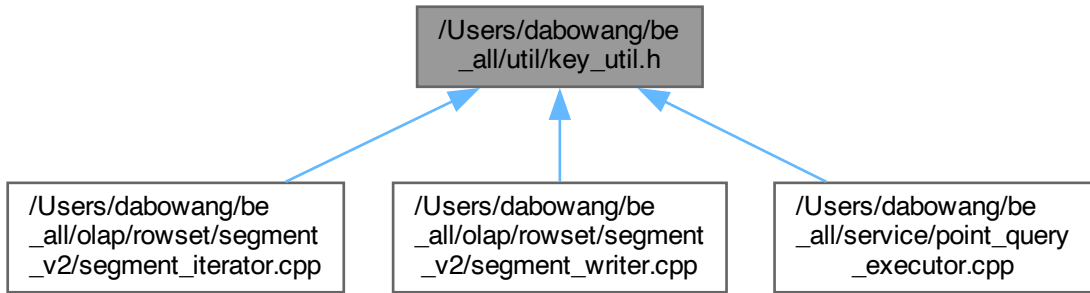 /Users/dabowang/be
_all/util/key_util.h
/Users/dabowang/be
_all/olap/rowset/segment
_v2/segment_iterator.cpp
/Users/dabowang/be
_all/olap/rowset/segment
_v2/segment_writer.cpp
/Users/dabowang/be
_all/service/point_query
_executor.cpp